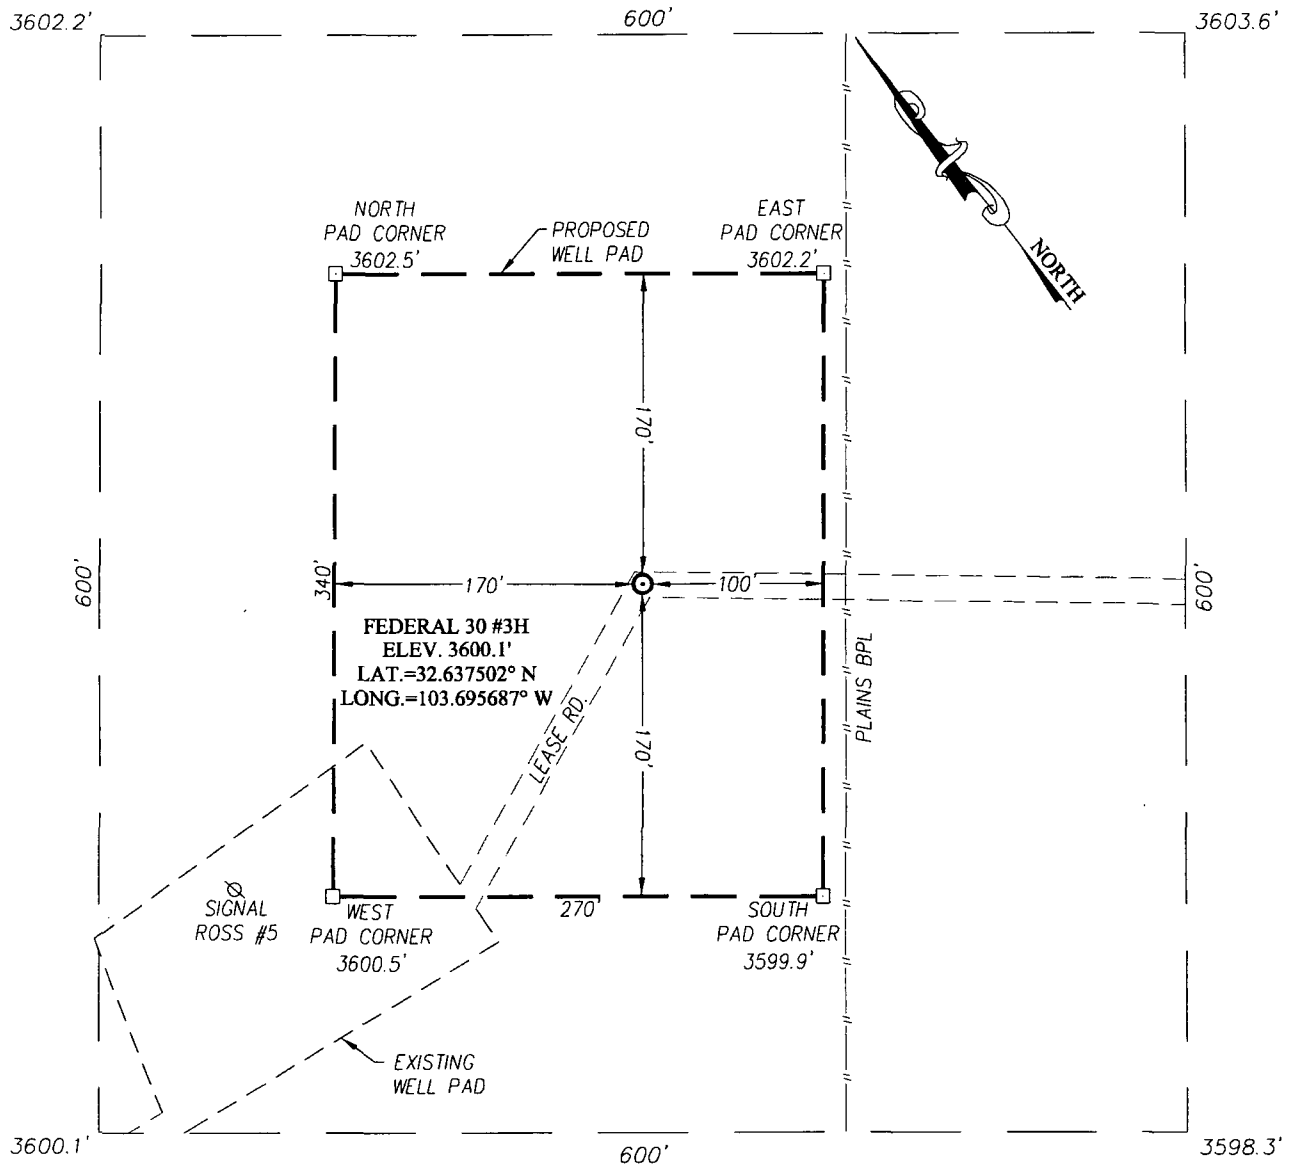 3602.2'
600'
3603.6'
NORTH
PAD CORNER
3602.5'
PROPOSED
WELL PAD
EAST
PAD CORNER
3602.2'
NORTH
170'
600'
340'
170'
100'
600'
FEDERAL 30 #3H
ELEV. 3600.1'
LAT.=32.637502° N
LONG.=103.695687° W
LEASE RD.
170'
PLAINS BPL
SIGNAL
ROSS #5
WEST
PAD CORNER
3600.5'
270'
SOUTH
PAD CORNER
3599.9'
EXISTING
WELL PAD
3600.1'
600'
3598.3'